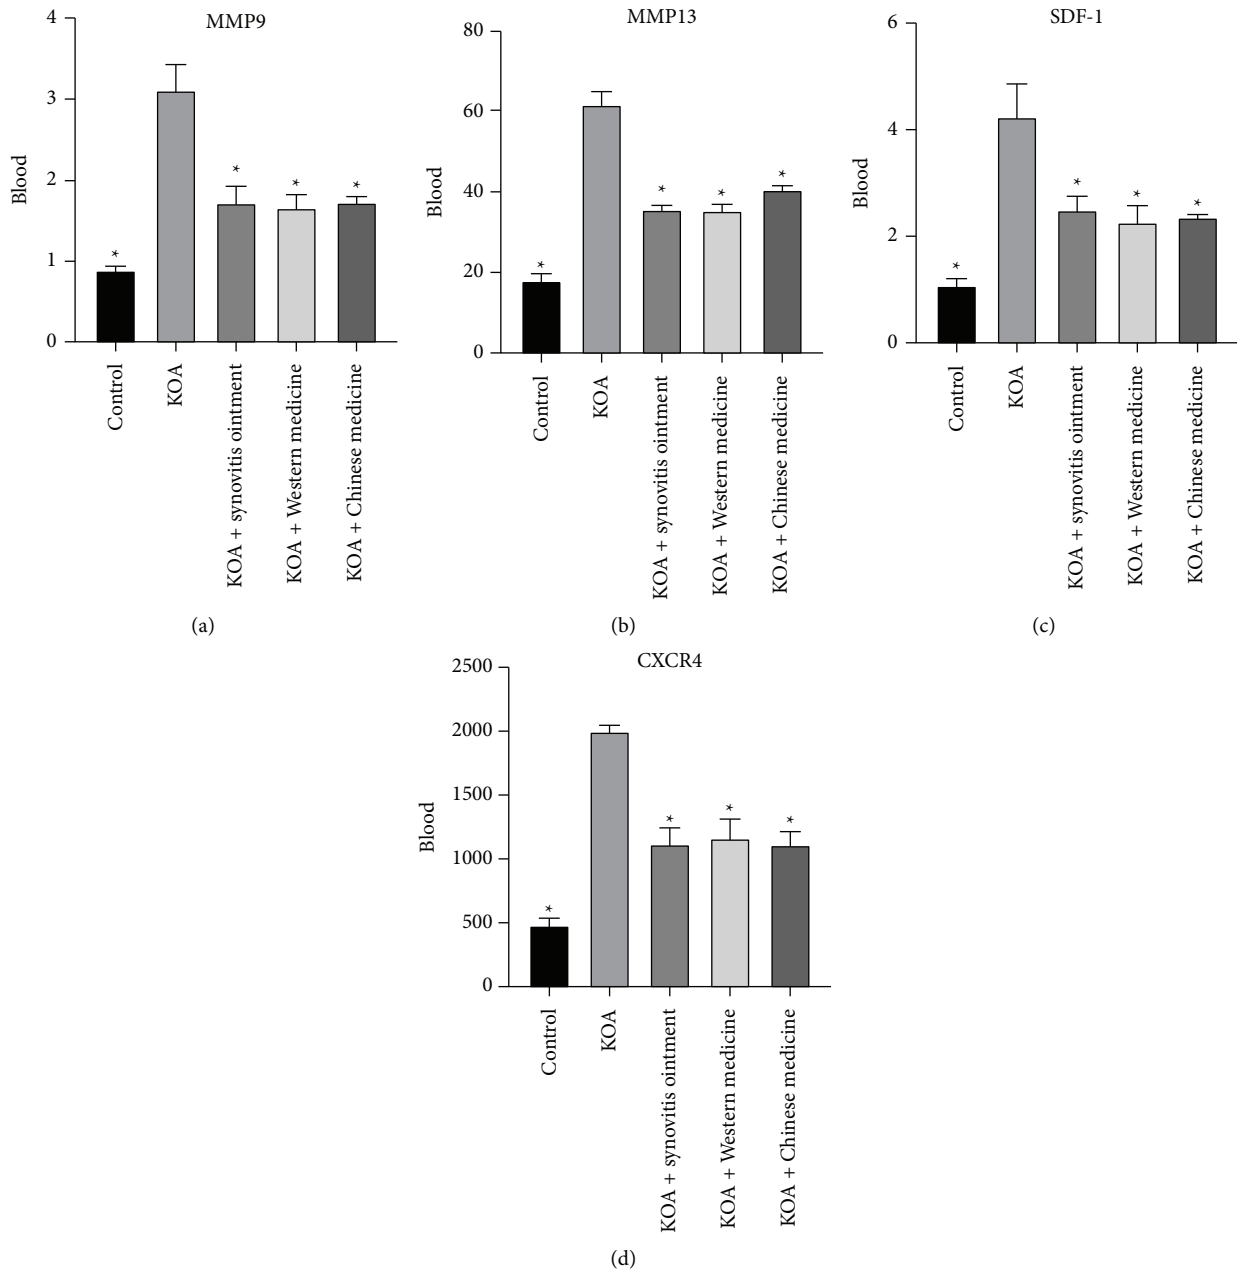 MMP9
4
3
2
1
0
Blood
*
*
*
*
Control
KOA
KOA + synovitis ointment
KOA + Western medicine
KOA + Chinese medicine
(a)
MMP13
80
60
40
20
0
Blood
*
*
*
*
Control
KOA
KOA + synovitis ointment
KOA + Western medicine
KOA + Chinese medicine
(b)
SDF-1
6
4
2
0
Blood
*
*
*
*
Control
KOA
KOA + synovitis ointment
KOA + Western medicine
KOA + Chinese medicine
(c)
CXCR4
2500
2000
1500
1000
500
0
Blood
*
*
*
*
Control
KOA
KOA + synovitis ointment
KOA + Western medicine
KOA + Chinese medicine
(d)